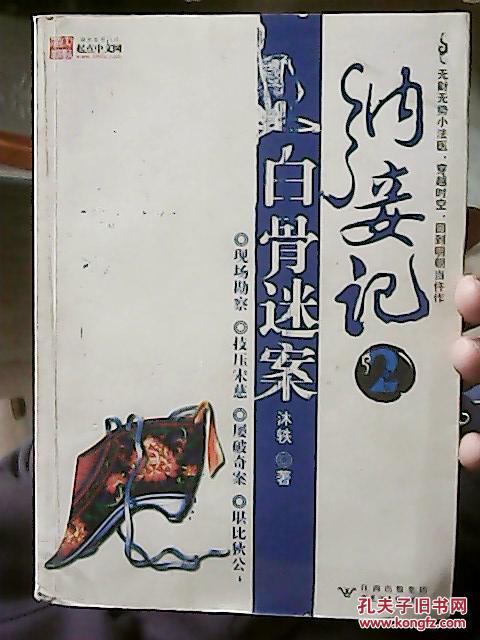 起点中文网
纳妾记
2
无财无势小法医，穿越时空，回到明朝当仵作
白骨迷案
沐轶 著
◎现场勘察 ◎技压宋慈 ◎屡破奇案 ◎堪比狄公
孔夫子旧书网
www.kongfz.com